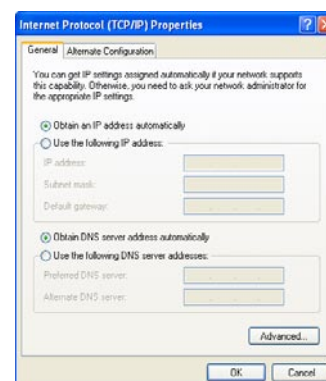 Internet Protocol (TCP/IP) Properties
General
Alternate Configuration
You can get IP settings assigned automatically if your network supports
this capability. Otherwise, you need to ask your network administrator for
the appropriate IP settings.
Obtain an IP address automatically
Use the following IP address:
IP address:
Subnet mask:
Default gateway:
Obtain DNS server address automatically
Use the following DNS server addresses:
Preferred DNS server:
Alternate DNS server:
Advanced...
OK
Cancel